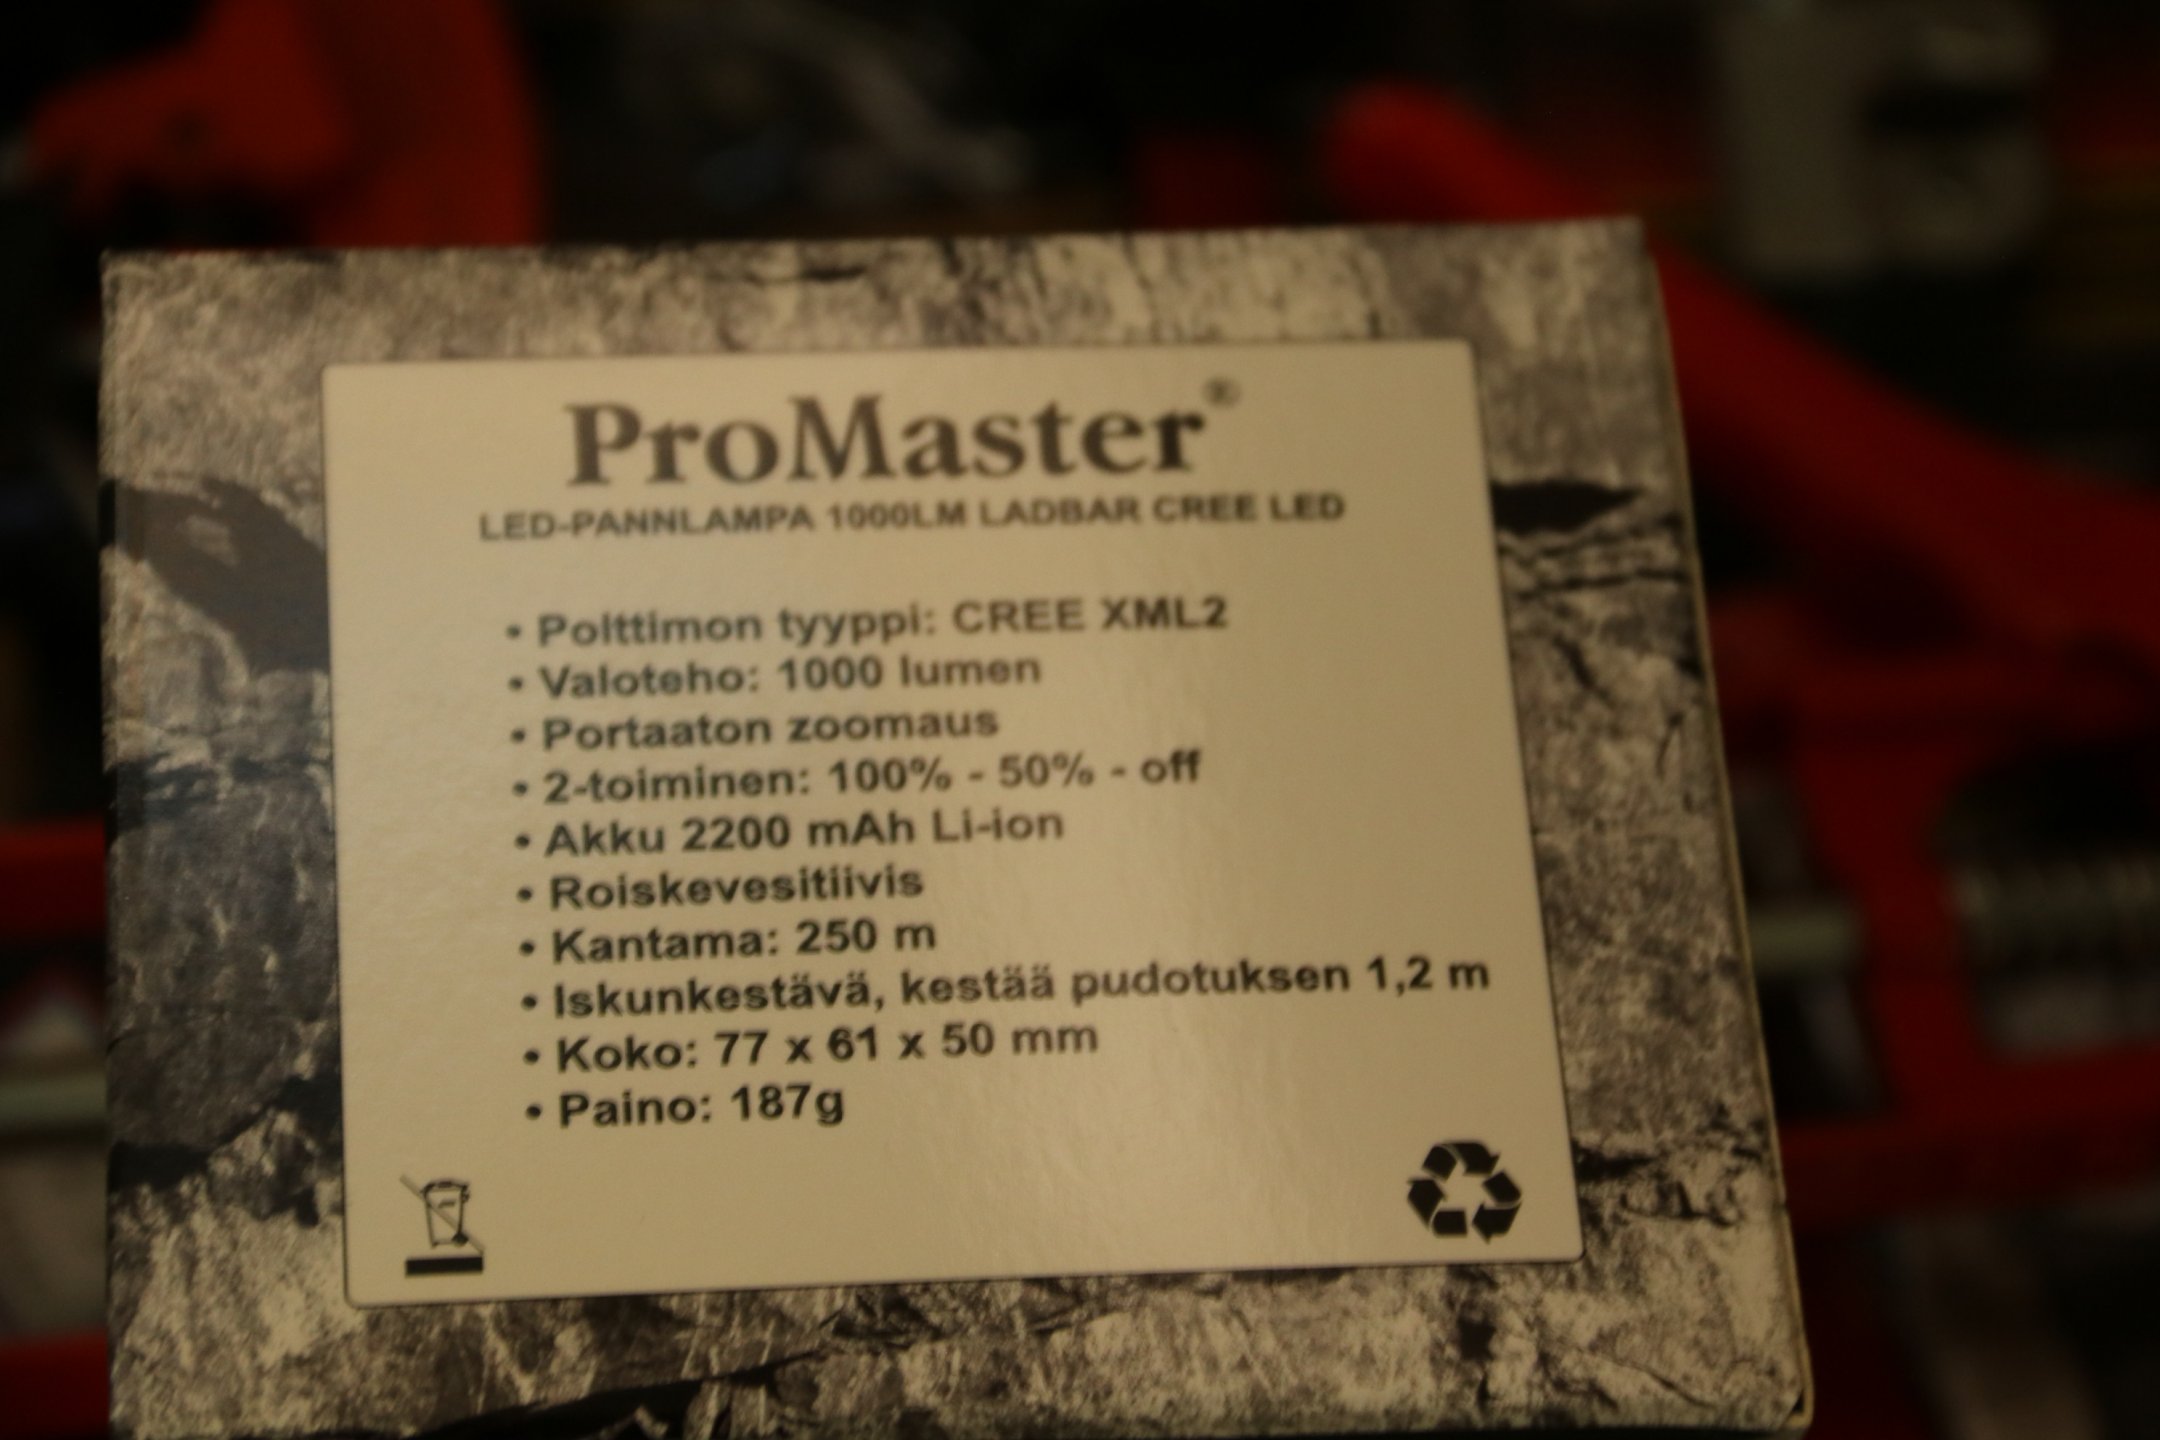 ProMaster®
LED-PANNLAMPA 1000LM LADBAR CREE LED
• Polttimon tyyppi: CREE XML2
• Valoteho: 1000 lumen
• Portaaton zoomaus
• 2-toiminen: 100% - 50% - off
• Akku 2200 mAh Li-ion
• Roiskevesitiivis
• Kantama: 250 m
• Iskunkestävä, kestää pudotuksen 1,2 m
• Koko: 77 x 61 x 50 mm
• Paino: 187g